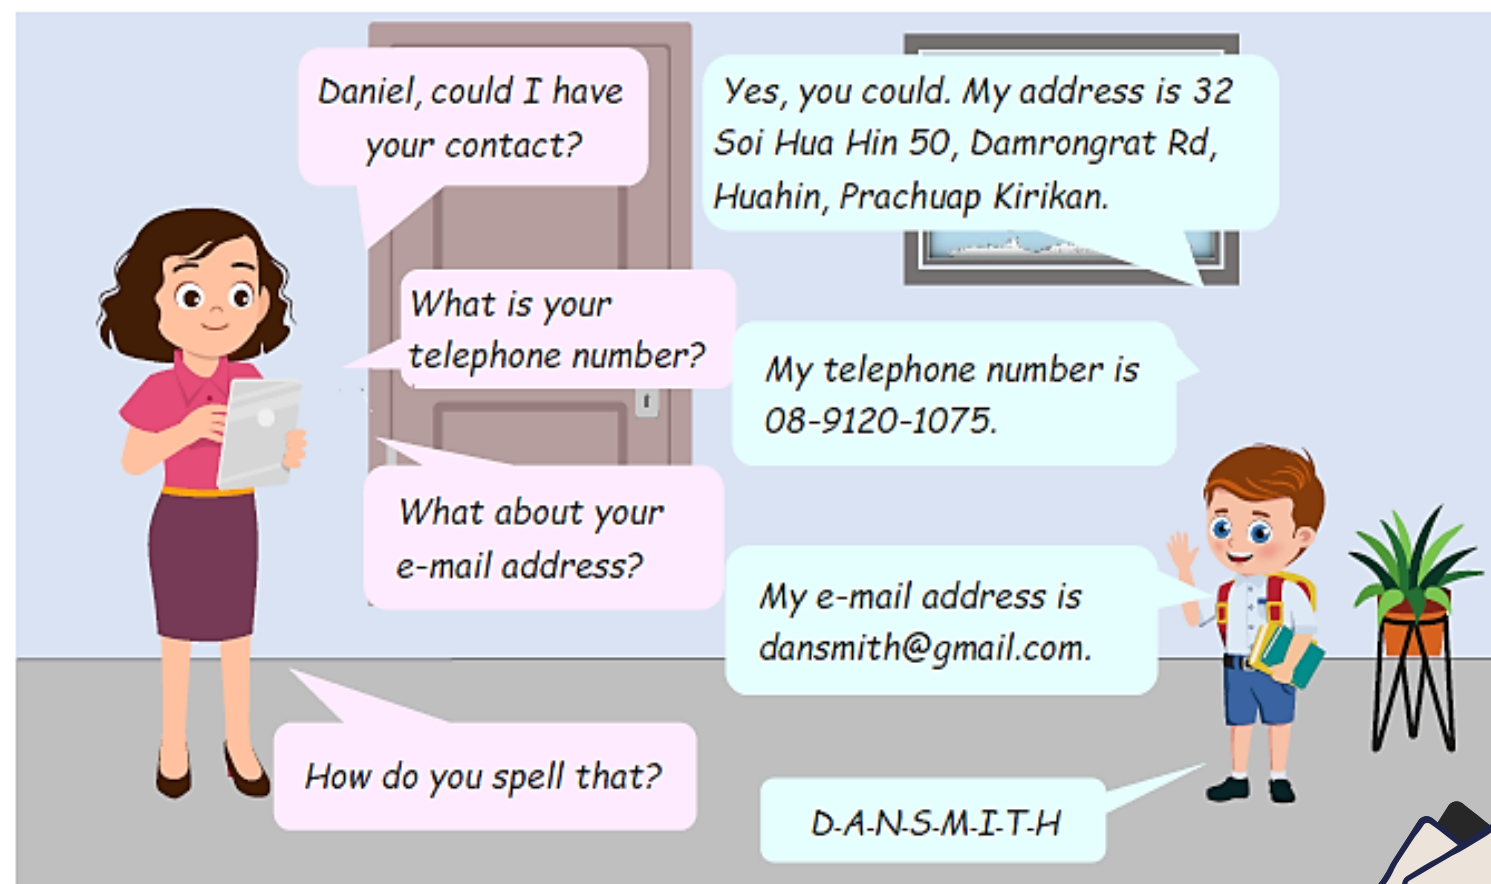 Daniel, could I have
your contact?
Yes, you could. My address is 32
Soi Hua Hin 50, Damrongrat Rd,
Huahin, Prachuap Kirikan.
What is your
telephone number?
My telephone number is
08-9120-1075.
What about your
e-mail address?
My e-mail address is
dansmith@gmail.com.
How do you spell that?
D-A-N-S-M-I-T-H